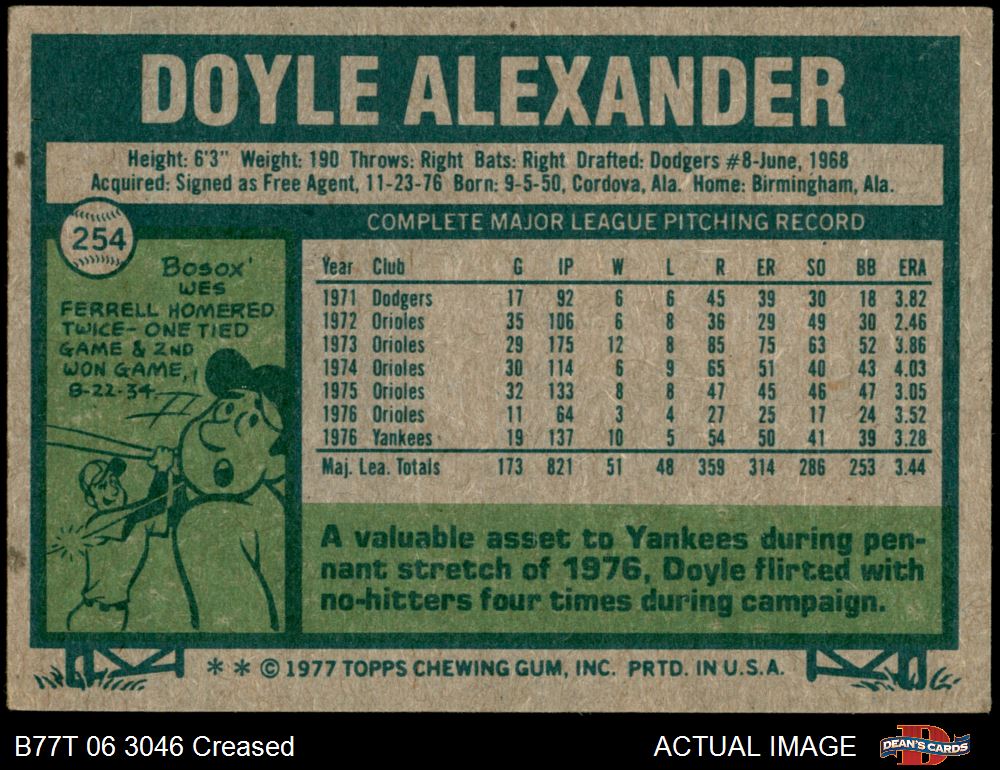 DOYLE ALEXANDER
Height: 6'3" Weight: 190 Throws: Right Bats: Right Drafted: Dodgers #8-June, 1968
Acquired: Signed as Free Agent, 11-23-76 Born: 9-5-50, Cordova, Ala. Home: Birmingham, Ala.
254
COMPLETE MAJOR LEAGUE PITCHING RECORD
BOSOX'
WES
FERRELL HOMERED
TWICE- ONE TIED
GAME & 2ND
WON GAME,
8-22-34.
Year Club G IP W L R ER SO BB ERA
1971 Dodgers 17 92 6 6 45 39 30 18 3.82
1972 Orioles 35 106 6 8 36 29 49 30 2.46
1973 Orioles 29 175 12 8 85 75 63 52 3.86
1974 Orioles 30 114 6 9 65 51 40 43 4.03
1975 Orioles 32 133 8 8 47 45 46 47 3.05
1976 Orioles 11 64 3 4 27 25 17 24 3.52
1976 Yankees 19 137 10 5 54 50 41 39 3.28
Maj. Lea. Totals 173 821 51 48 359 314 286 253 3.44
A valuable asset to Yankees during pen-
nant stretch of 1976, Doyle flirted with
no-hitters four times during campaign.
** © 1977 TOPPS CHEWING GUM, INC. PRTD. IN U.S.A.
B77T 06 3046 Creased
ACTUAL IMAGE
DEAN'S CARDS